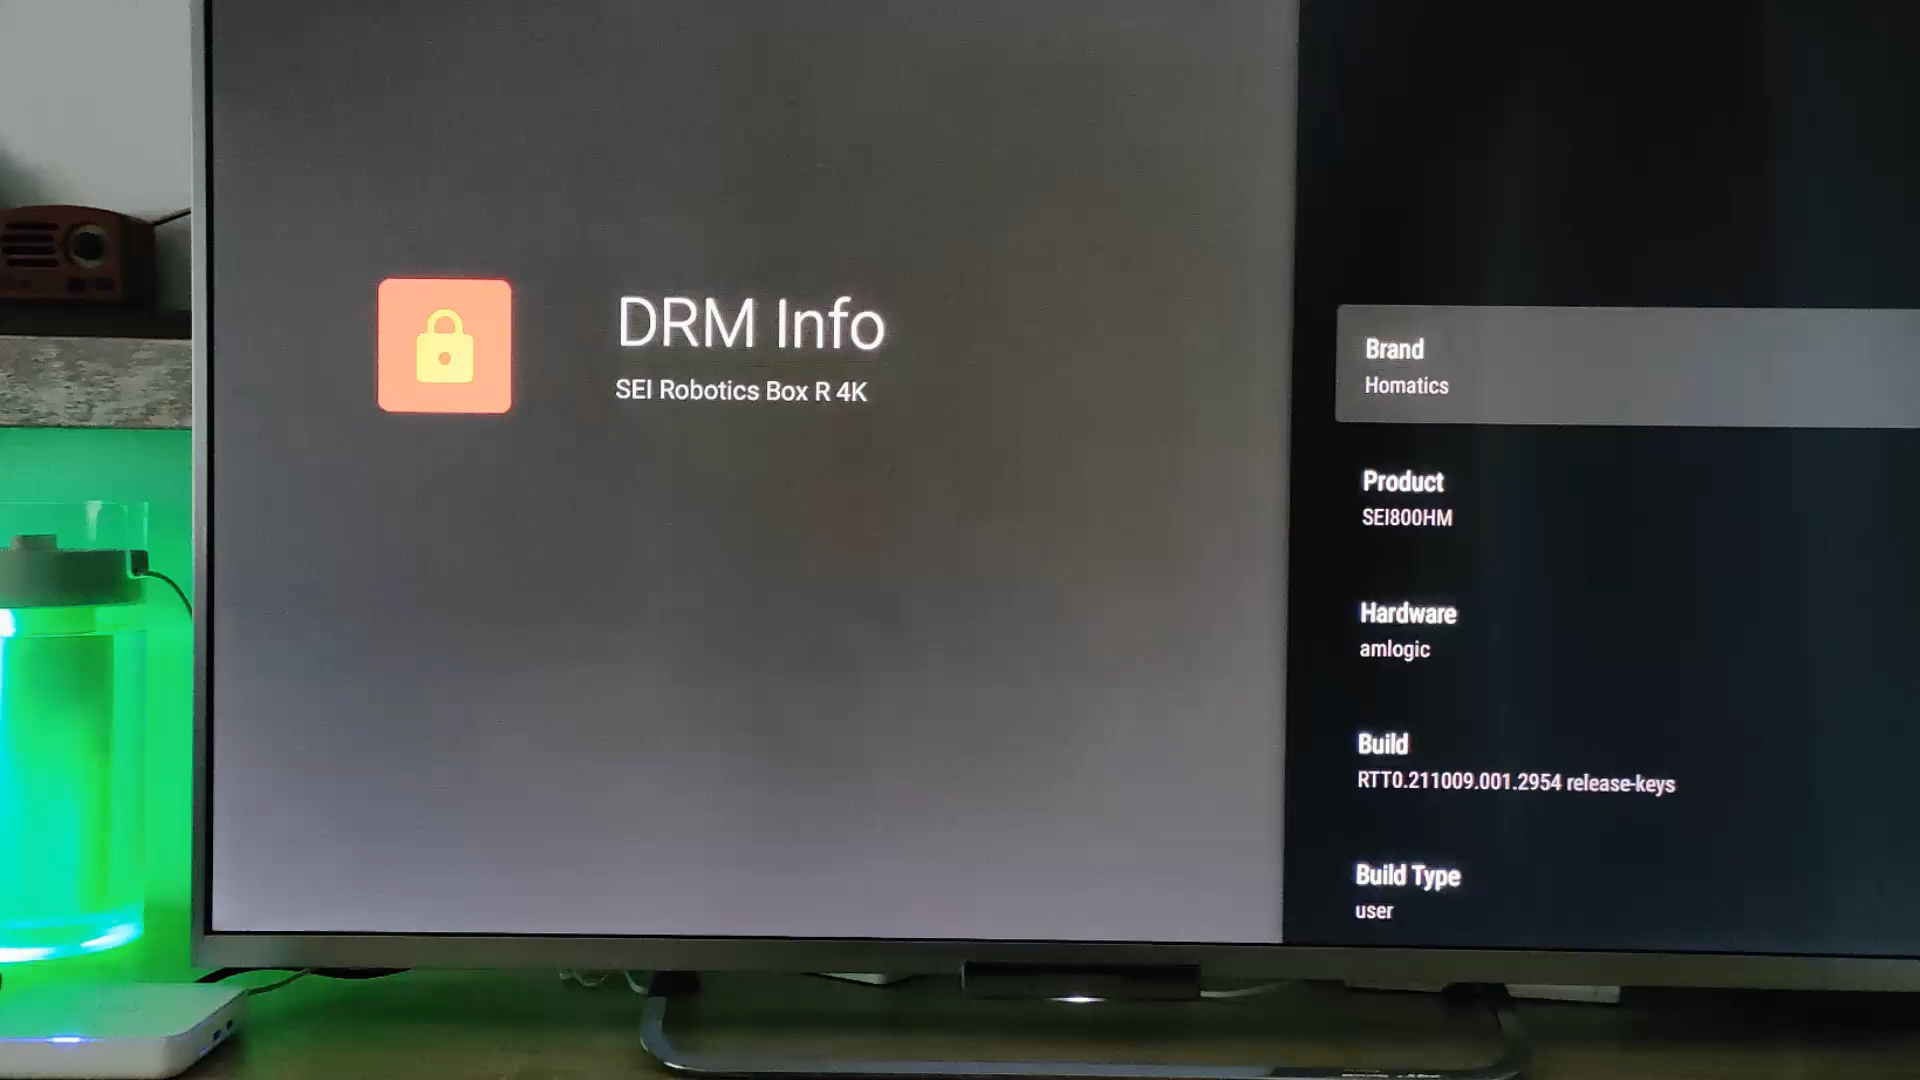 DRM Info
SEI Robotics Box R 4K
Brand
Homatics
Product
SEI800HM
Hardware
amlogic
Build
RTT0.211009.001.2954 release-keys
Build Type
user